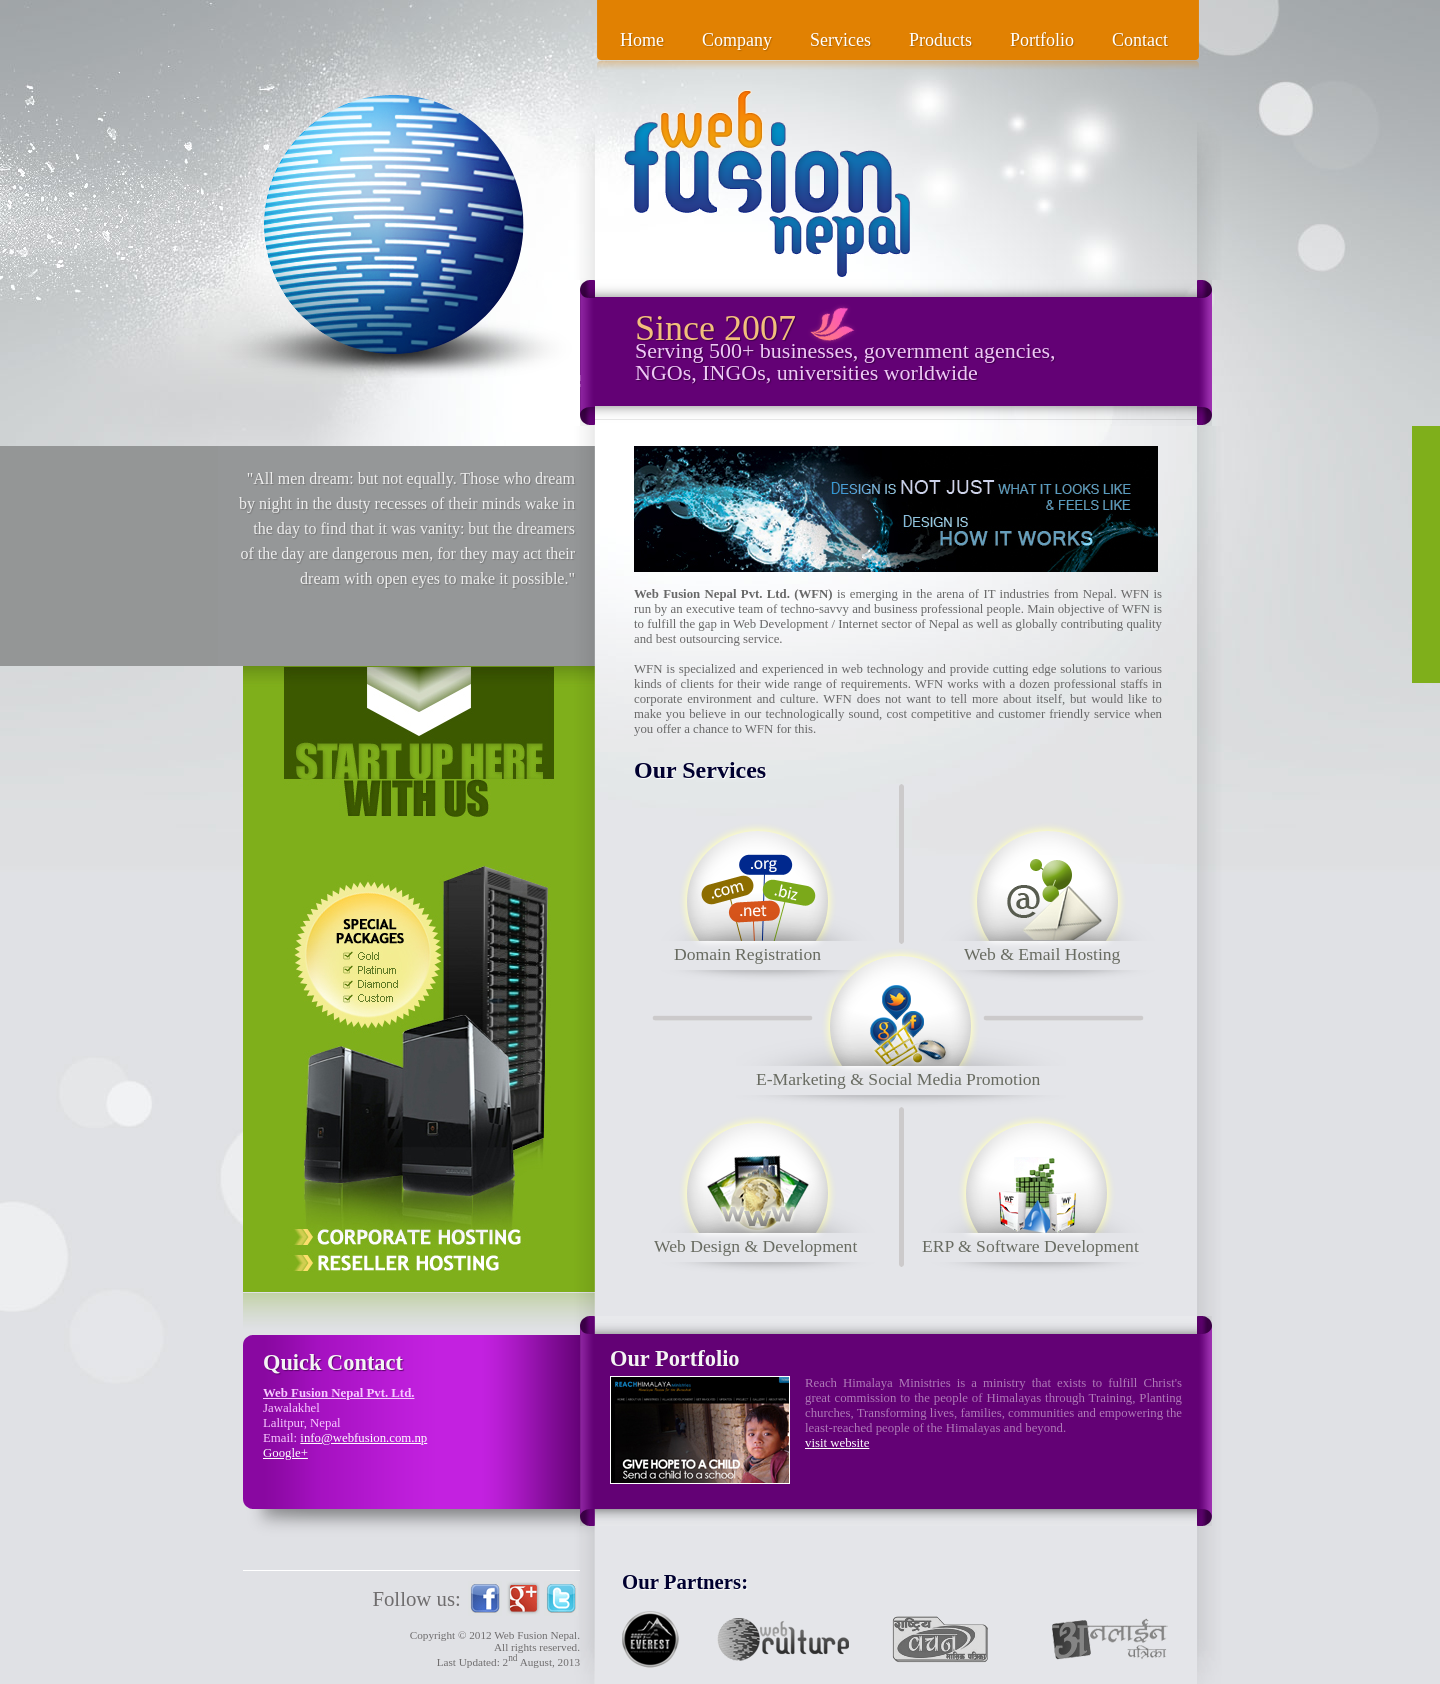 Home Company Services Products Portfolio Contact
web
fusion
nepal
Since 2007
Serving 500+ businesses, government agencies,
NGOs, INGOs, universities worldwide
"All men dream: but not equally. Those who dream
by night in the dusty recesses of their minds wake in
the day to find that it was vanity: but the dreamers
of the day are dangerous men, for they may act their
dream with open eyes to make it possible."
DESIGN IS NOT JUST WHAT IT LOOKS LIKE
& FEELS LIKE
DESIGN IS
HOW IT WORKS
Web Fusion Nepal Pvt. Ltd. (WFN) is emerging in the arena of IT industries from Nepal. WFN is
run by an executive team of techno-savvy and business professional people. Main objective of WFN is
to fulfill the gap in Web Development / Internet sector of Nepal as well as globally contributing quality
and best outsourcing service.
WFN is specialized and experienced in web technology and provide cutting edge solutions to various
kinds of clients for their wide range of requirements. WFN works with a dozen professional staffs in
corporate environment and culture. WFN does not want to tell more about itself, but would like to
make you believe in our technologically sound, cost competitive and customer friendly service when
you offer a chance to WFN for this.
START UP HERE
WITH US
SPECIAL
PACKAGES
Gold
Platinum
Diamond
Custom
CORPORATE HOSTING
RESELLER HOSTING
Our Services
.org
.com
.biz
.net
Domain Registration
@
Web & Email Hosting
g f
E-Marketing & Social Media Promotion
WWW
Web Design & Development
WF WF
ERP & Software Development
Quick Contact
Web Fusion Nepal Pvt. Ltd.
Jawalakhel
Lalitpur, Nepal
Email: info@webfusion.com.np
Google+
Our Portfolio
REACHHIMALAYA
GIVE HOPE TO A CHILD
Send a child to a school
Reach Himalaya Ministries is a ministry that exists to fulfill Christ's
great commission to the people of Himalayas through Training, Planting
churches, Transforming lives, families, communities and empowering the
least-reached people of the Himalayas and beyond.
visit website
Follow us: f g+ t
Copyright © 2012 Web Fusion Nepal.
All rights reserved.
Last Updated: 2nd August, 2013
Our Partners:
EVEREST
web
culture
राष्ट्रिय
वचन
मासिक पत्रिका
अनलाईन
पत्रिका